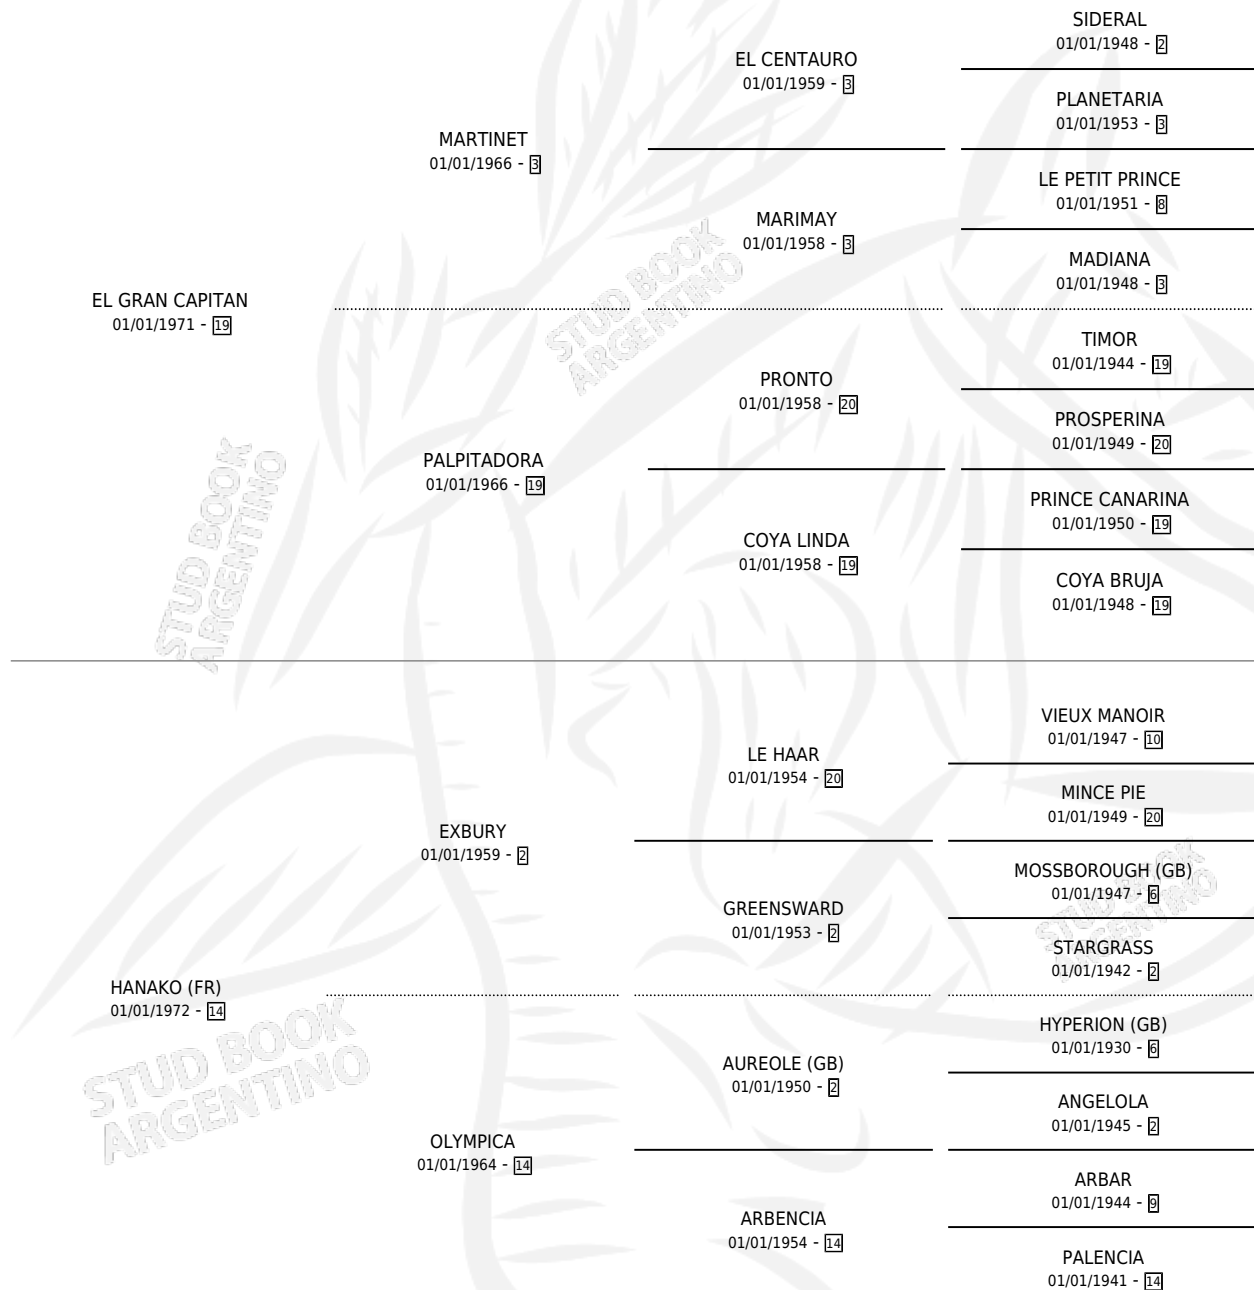 SIDERAL
01/01/1948 - 2
EL CENTAURO
01/01/1959 - 3
PLANETARIA
01/01/1953 - 3
MARTINET
01/01/1966 - 3
LE PETIT PRINCE
01/01/1951 - 8
MARIMAY
01/01/1958 - 3
MADIANA
01/01/1948 - 3
EL GRAN CAPITAN
01/01/1971 - 19
TIMOR
01/01/1944 - 19
PRONTO
01/01/1958 - 20
PROSPERINA
01/01/1949 - 20
PALPITADORA
01/01/1966 - 19
PRINCE CANARINA
01/01/1950 - 19
COYA LINDA
01/01/1958 - 19
COYA BRUJA
01/01/1948 - 19
VIEUX MANOIR
01/01/1947 - 10
LE HAAR
01/01/1954 - 20
MINCE PIE
01/01/1949 - 20
EXBURY
01/01/1959 - 2
MOSSBOROUGH (GB)
01/01/1947 - 6
GREENSWARD
01/01/1953 - 2
STARGRASS
01/01/1942 - 2
HANAKO (FR)
01/01/1972 - 14
HYPERION (GB)
01/01/1930 - 6
AUREOLE (GB)
01/01/1950 - 2
ANGELOLA
01/01/1945 - 2
OLYMPICA
01/01/1964 - 14
ARBAR
01/01/1944 - 9
ARBENCIA
01/01/1954 - 14
PALENCIA
01/01/1941 - 14
STUD BOOK
ARGENTINO
STUD BOOK
ARGENTINO
STUD BOOK
ARGENTINO
STUD BOOK
ARGENTINO